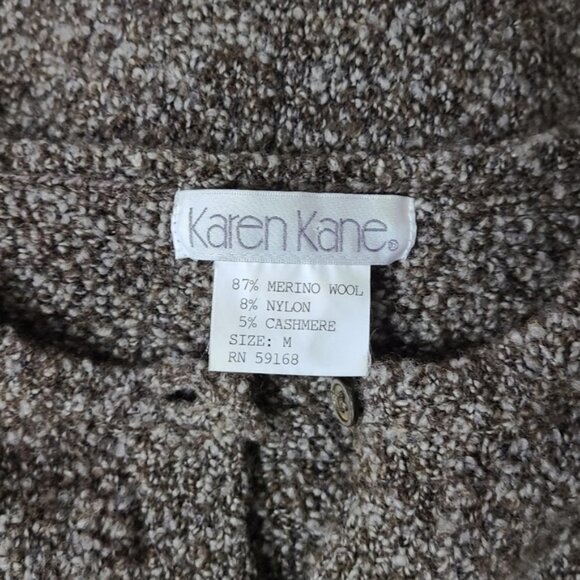 Karen Kane®
87% MERINO WOOL
8% NYLON
5% CASHMERE
SIZE: M
RN 59168